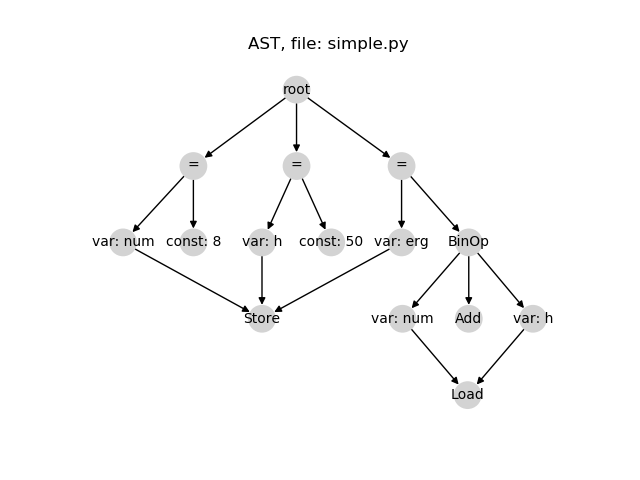 AST, file: simple.py
root
= = =
var: num const: 8 var: h const: 50 var: erg BinOp
Store var: num Add var: h
Load